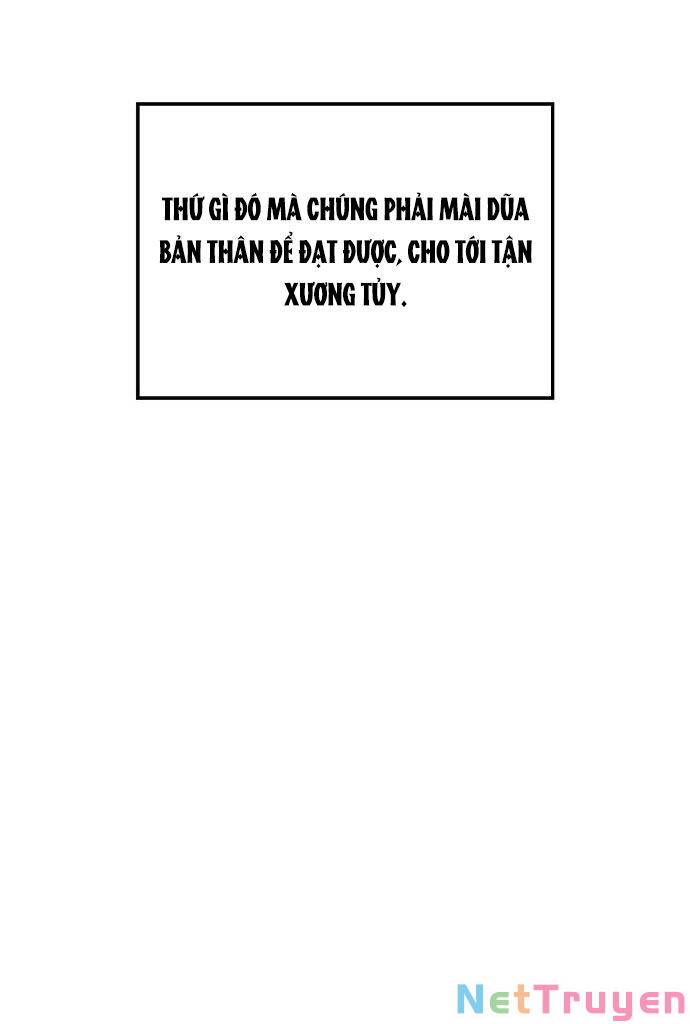 THỨ GÌ ĐÓ MÀ CHÚNG PHẢI MÀI DŨA
BẢN THÂN ĐỂ ĐẠT ĐƯỢC, CHO TỚI TẬN
XƯƠNG TỦY.
NetTruyen